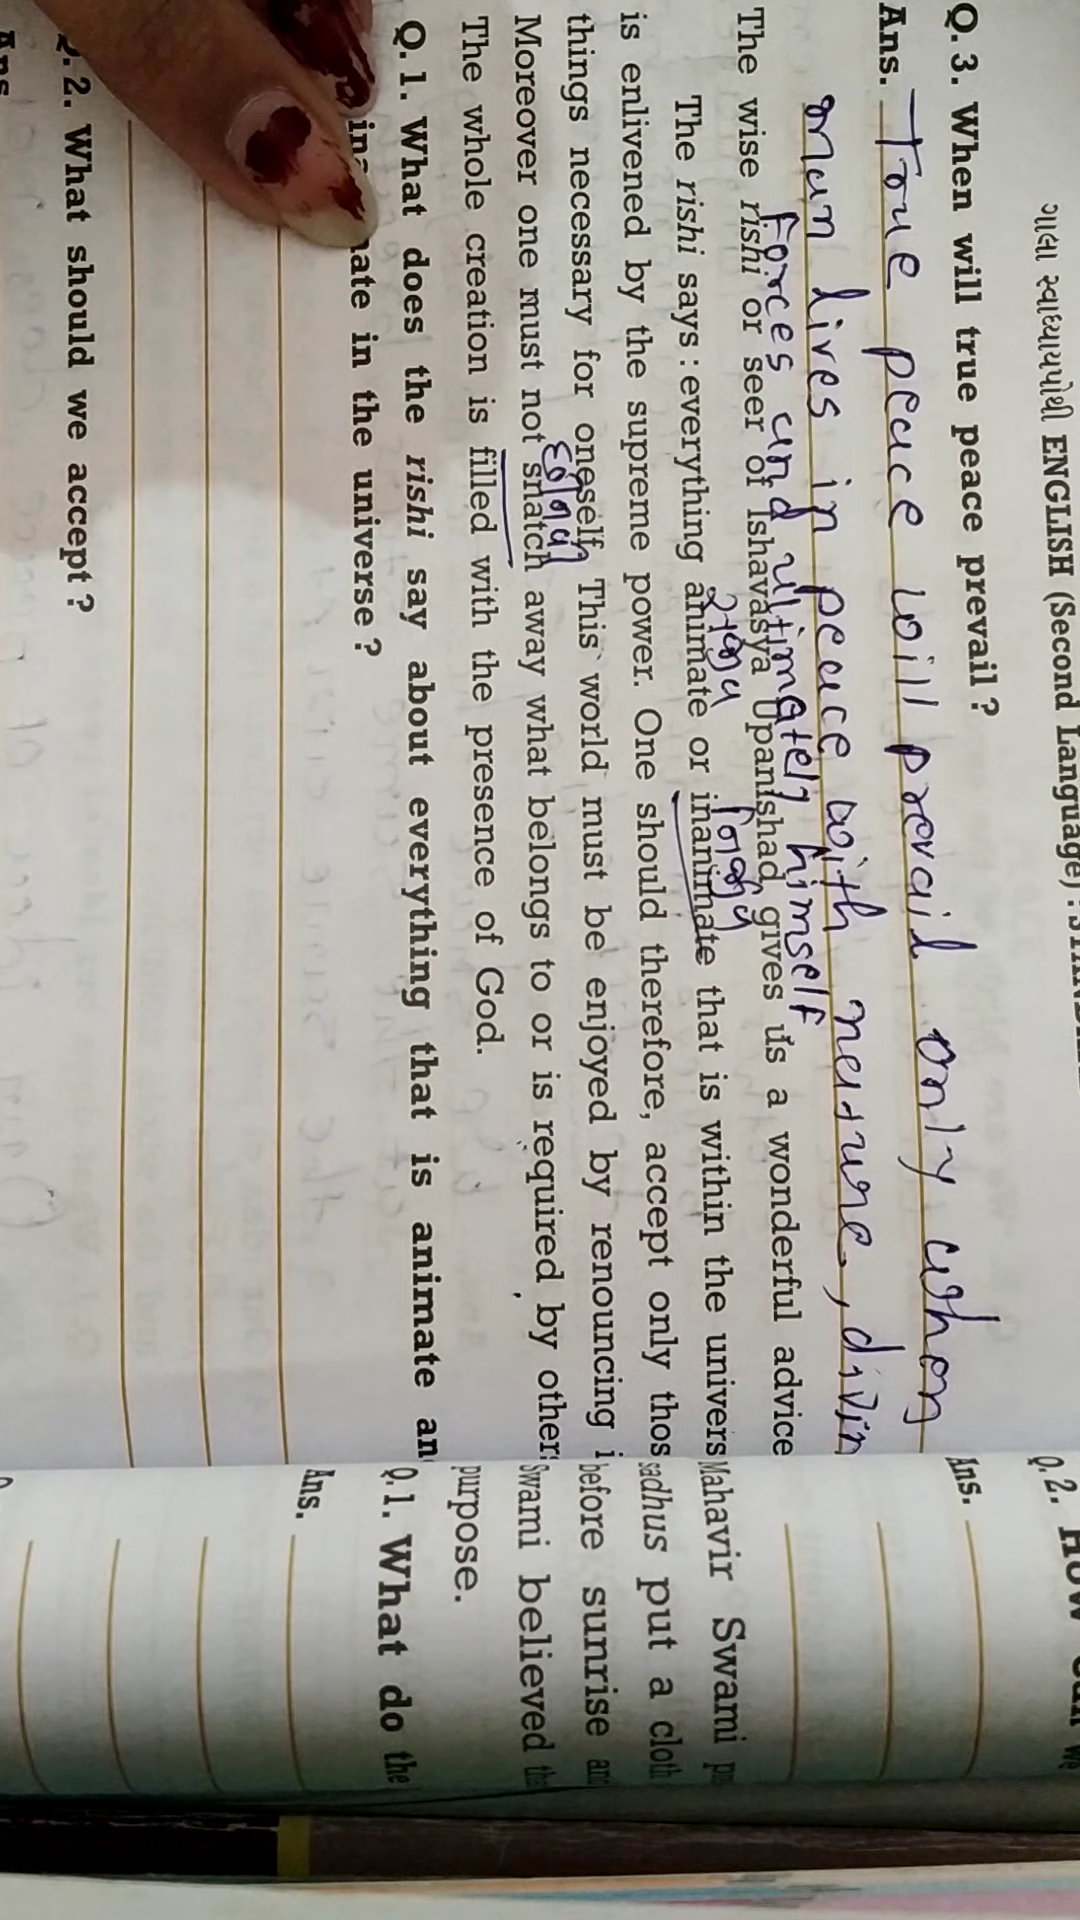 ગાલા સ્વાધ્યાયપોથી ENGLISH (Second Language) :
Q. 3. When will true peace prevail ?
Ans. True peace will prevail only when
man lives in peace with nature, divin
Forces and ultimately himself
The wise rishi or seer of Ishavasya Upanishad gives us a wonderful advice
The rishi says : everything animate or inanimate that is within the univers
સજીવ નિર્જીવ
is enlivened by the supreme power. One should therefore, accept only thos
things necessary for oneself. This world must be enjoyed by renouncing i
Moreover one must not snatch away what belongs to or is required by others
The whole creation is filled with the presence of God.
Q. 1. What does the rishi say about everything that is animate an
nate in the universe ?
Q. 2. What should we accept ?
Ans
Q. 2. How can we
Ans.
Mahavir Swami
sadhus put a cloth
before sunrise and
Swami believed
purpose.
Q. 1. What do the
Ans.